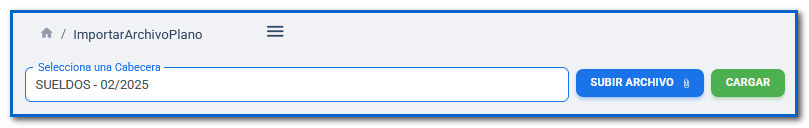 / ImportarArchivoPlano
Selecciona una Cabecera
SUELDOS - 02/2025
SUBIR ARCHIVO
CARGAR